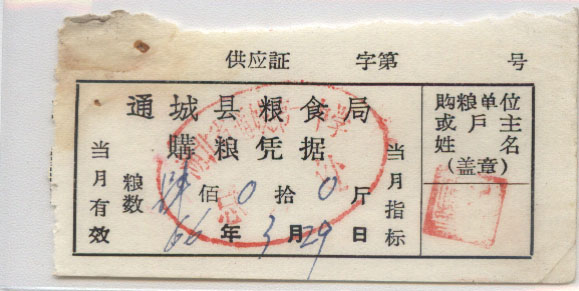 供应証 字第 号
通城县粮食局
購粮凭据
当月有效
粮数 佰 0 拾 0 斤
66 年 3 月 29 日
当月指标
购粮单位
或户主
姓名
(盖章)